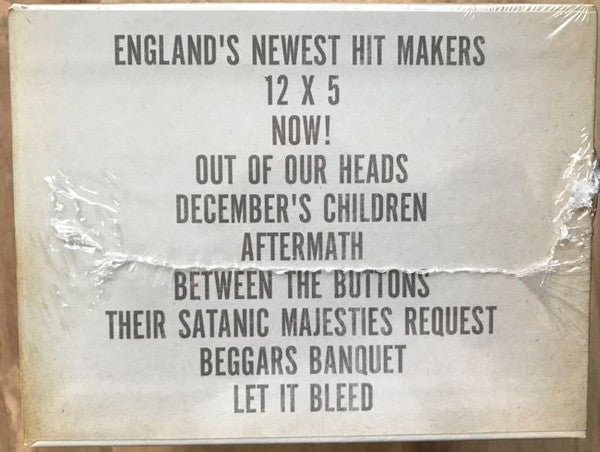 ENGLAND'S NEWEST HIT MAKERS
12 X 5
NOW!
OUT OF OUR HEADS
DECEMBER'S CHILDREN
AFTERMATH
BETWEEN THE BUTTONS
THEIR SATANIC MAJESTIES REQUEST
BEGGARS BANQUET
LET IT BLEED